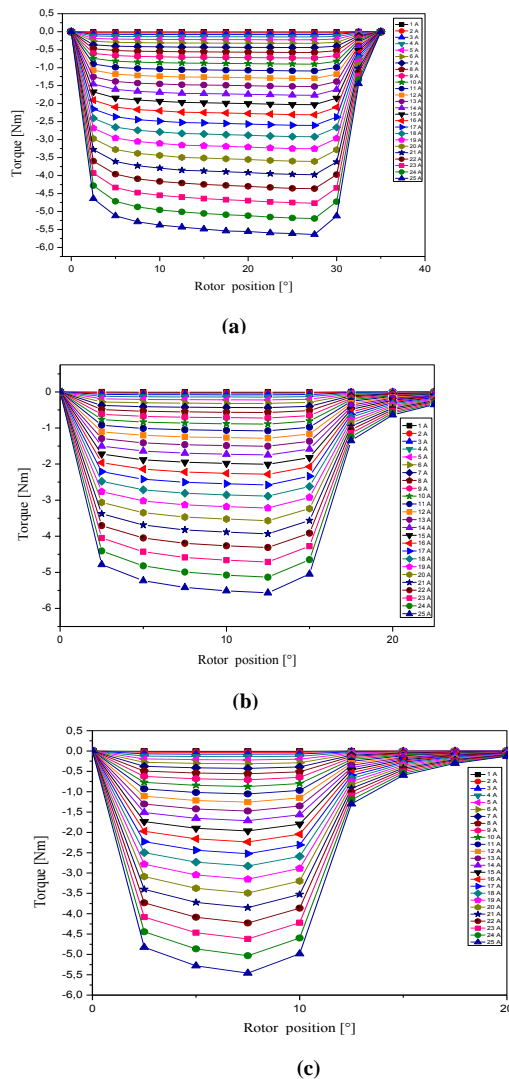 0,5
0,0
-0,5
-1,0
-1,5
-2,0
-2,5
-3,0
-3,5
-4,0
-4,5
-5,0
-5,5
-6,0
Torque [Nm]
1 A
2 A
3 A
4 A
5 A
6 A
7 A
8 A
9 A
10 A
11 A
12 A
13 A
14 A
15 A
16 A
17 A
18 A
19 A
20 A
21 A
22 A
23 A
24 A
25 A
0 10 20 30 40
Rotor position [°]
(a)
0
-1
-2
-3
-4
-5
-6
Torque [Nm]
1 A
2 A
3 A
4 A
5 A
6 A
7 A
8 A
9 A
10 A
11 A
12 A
13 A
14 A
15 A
16 A
17 A
18 A
19 A
20 A
21 A
22 A
23 A
24 A
25 A
0 10 20
Rotor position [°]
(b)
0,5
0,0
-0,5
-1,0
-1,5
-2,0
-2,5
-3,0
-3,5
-4,0
-4,5
-5,0
-5,5
-6,0
Torque [Nm]
1 A
2 A
3 A
4 A
5 A
6 A
7 A
8 A
9 A
10 A
11 A
12 A
13 A
14 A
15 A
16 A
17 A
18 A
19 A
20 A
21 A
22 A
23 A
24 A
25 A
0 10 20
Rotor position [°]
(c)